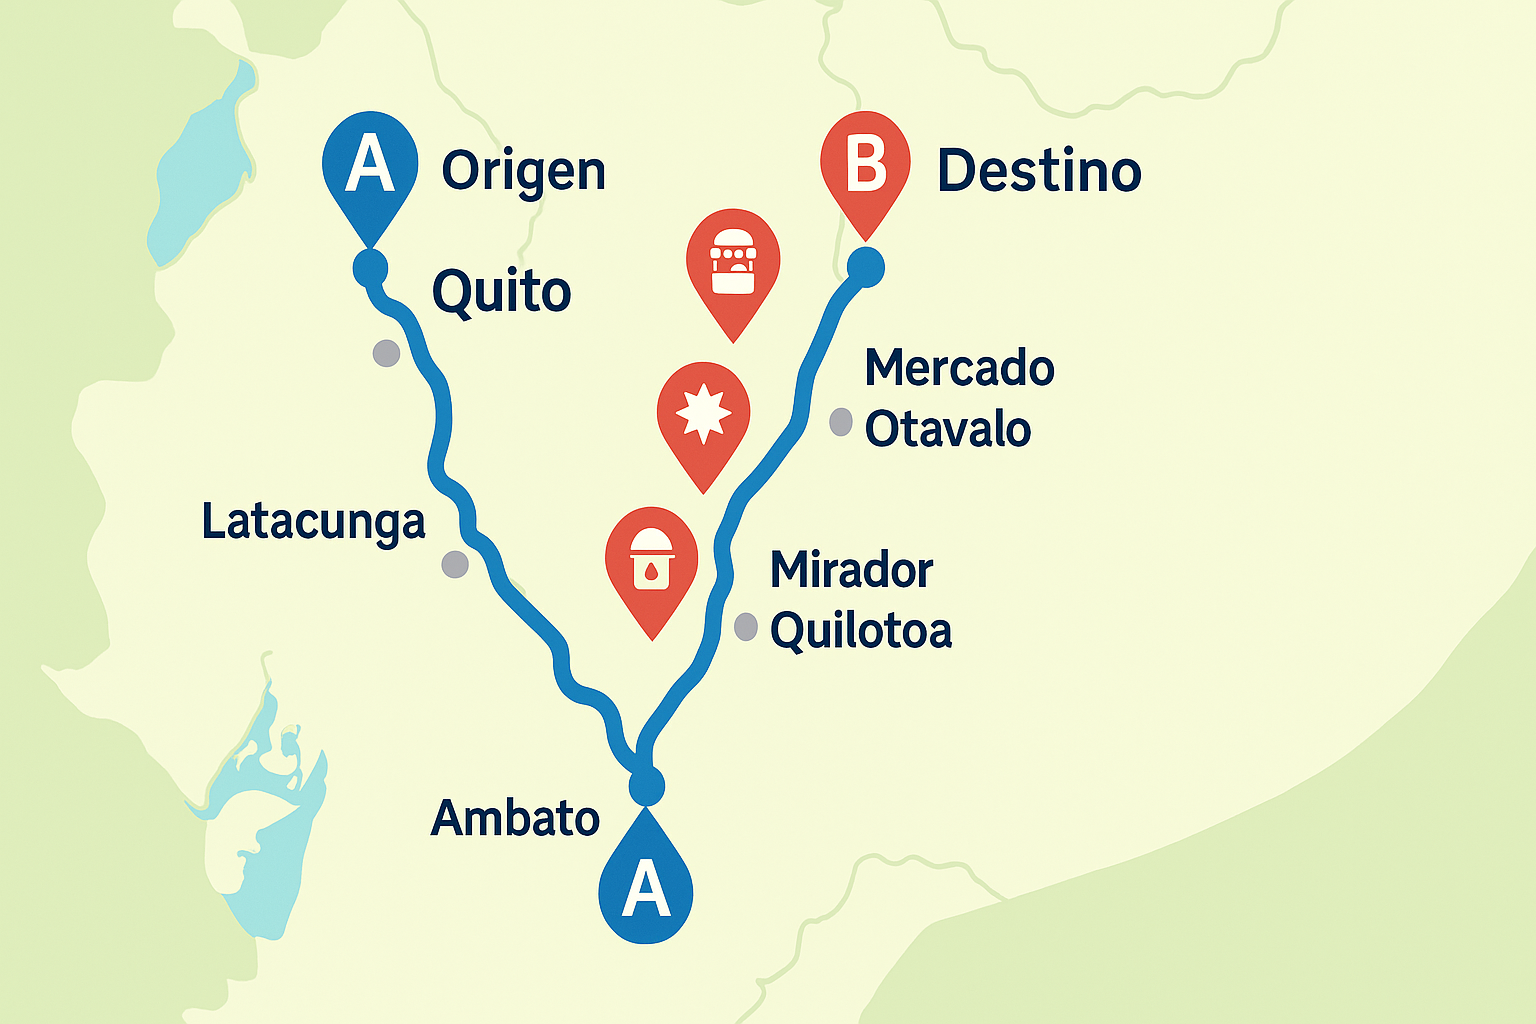 A
Origen
B
Destino
Quito
Mercado
Otavalo
Latacunga
Mirador
Quilotoa
Ambato
A